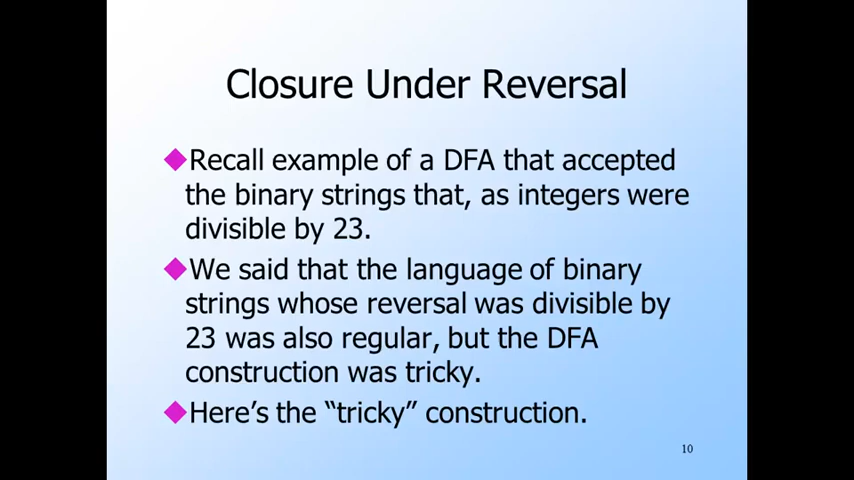 Closure Under Reversal
◆Recall example of a DFA that accepted
the binary strings that, as integers were
divisible by 23.
◆We said that the language of binary
strings whose reversal was divisible by
23 was also regular, but the DFA
construction was tricky.
◆Here’s the “tricky” construction.
10